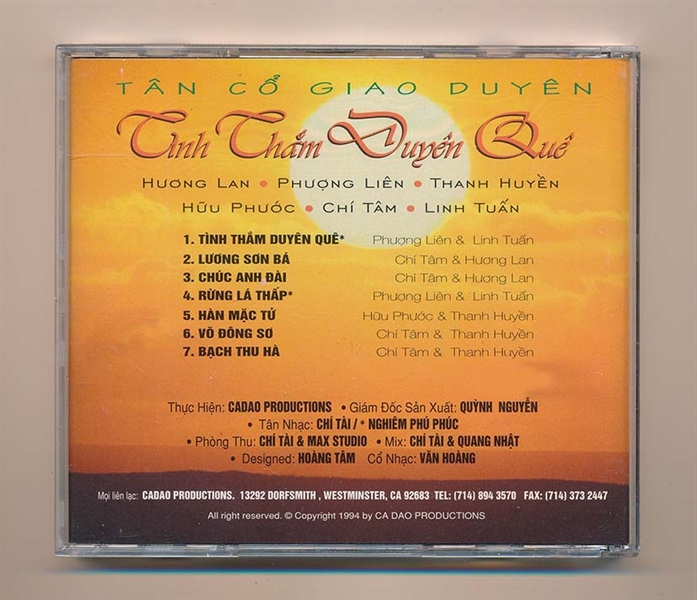 TÂN CỔ GIAO DUYÊN
Tình Thắm Duyên Quê
HƯƠNG LAN • PHƯỢNG LIÊN • THANH HUYỀN
HỮU PHƯỚC • CHÍ TÂM • LINH TUẤN
1. TÌNH THẮM DUYÊN QUÊ* Phượng Liên & Linh Tuấn
2. LƯƠNG SƠN BÁ Chí Tâm & Hương Lan
3. CHÚC ANH ĐÀI Chí Tâm & Hương Lan
4. RỪNG LÁ THẤP* Phượng Liên & Linh Tuấn
5. HÀN MẶC TỬ Hữu Phước & Thanh Huyền
6. VÕ ĐÔNG SƠ Chí Tâm & Thanh Huyền
7. BẠCH THU HÀ Chí Tâm & Thanh Huyền
Thực Hiện: CADAO PRODUCTIONS • Giám Đốc Sản Xuất: QUỲNH NGUYỄN
• Tân Nhạc: CHÍ TÀI / * NGHIÊM PHÚ PHÚC
• Phòng Thu: CHÍ TÀI & MAX STUDIO • Mix: CHÍ TÀI & QUANG NHẬT
• Designed: HOÀNG TÂM Cổ Nhạc: VĂN HOÀNG
Mọi liên lạc: CADAO PRODUCTIONS. 13292 DORFSMITH , WESTMINSTER, CA 92683 TEL: (714) 894 3570 FAX: (714) 373 2447
All right reserved. © Copyright 1994 by CA DAO PRODUCTIONS